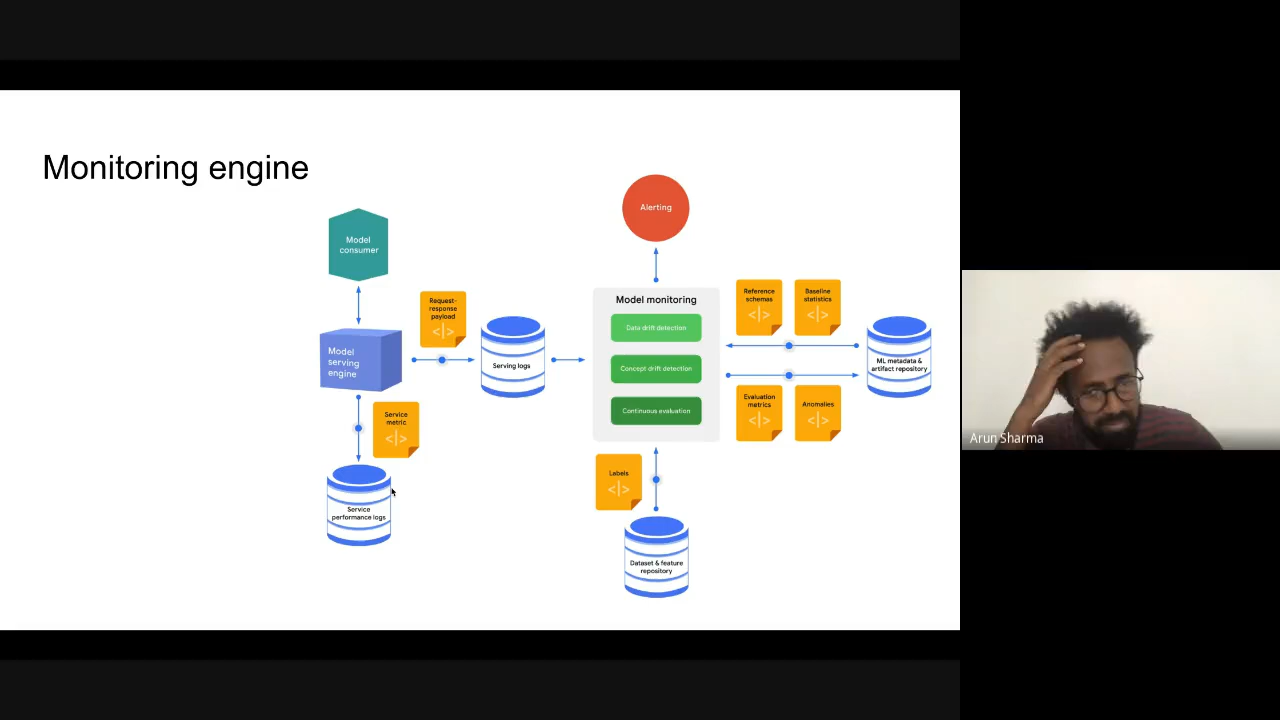 Monitoring engine
Alerting
Model
consumer
Request-
response
payload
Model
serving
engine
Serving logs
Model monitoring
Data drift detection
Concept drift detection
Continuous evaluation
Reference
schemas
Baseline
statistics
ML metadata &
artifact repository
Evaluation
metrics
Anomalies
Service
metric
Service
performance logs
Labels
Dataset & feature
repository
Arun Sharma